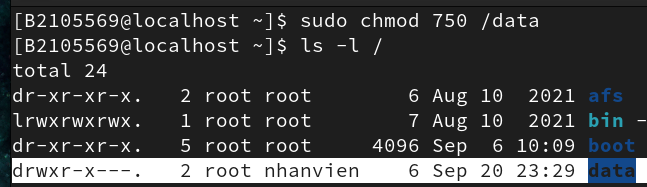 [B2105569@localhost ~]$ sudo chmod 750 /data
[B2105569@localhost ~]$ ls -l /
total 24
dr-xr-xr-x.   2 root root        6 Aug 10  2021 afs
lrwxrwxrwx.   1 root root        7 Aug 10  2021 bin -
dr-xr-xr-x.   5 root root     4096 Sep  6 10:09 boot
drwxr-x---.   2 root nhanvien    6 Sep 20 23:29 data